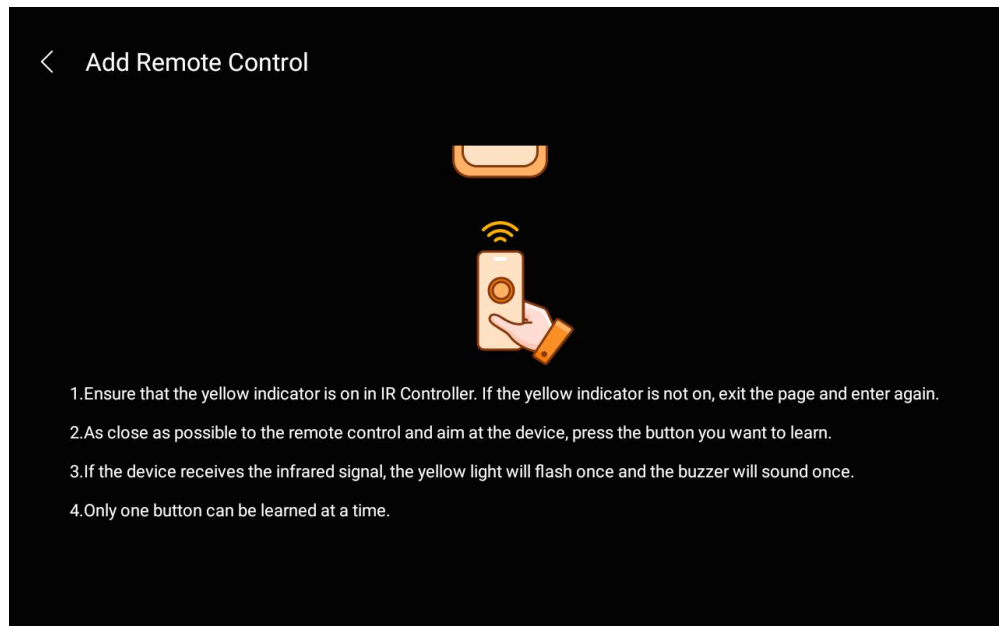 Add Remote Control
1.Ensure that the yellow indicator is on in IR Controller. If the yellow indicator is not on, exit the page and enter again.
2.As close as possible to the remote control and aim at the device, press the button you want to learn.
3.If the device receives the infrared signal, the yellow light will flash once and the buzzer will sound once.
4.Only one button can be learned at a time.